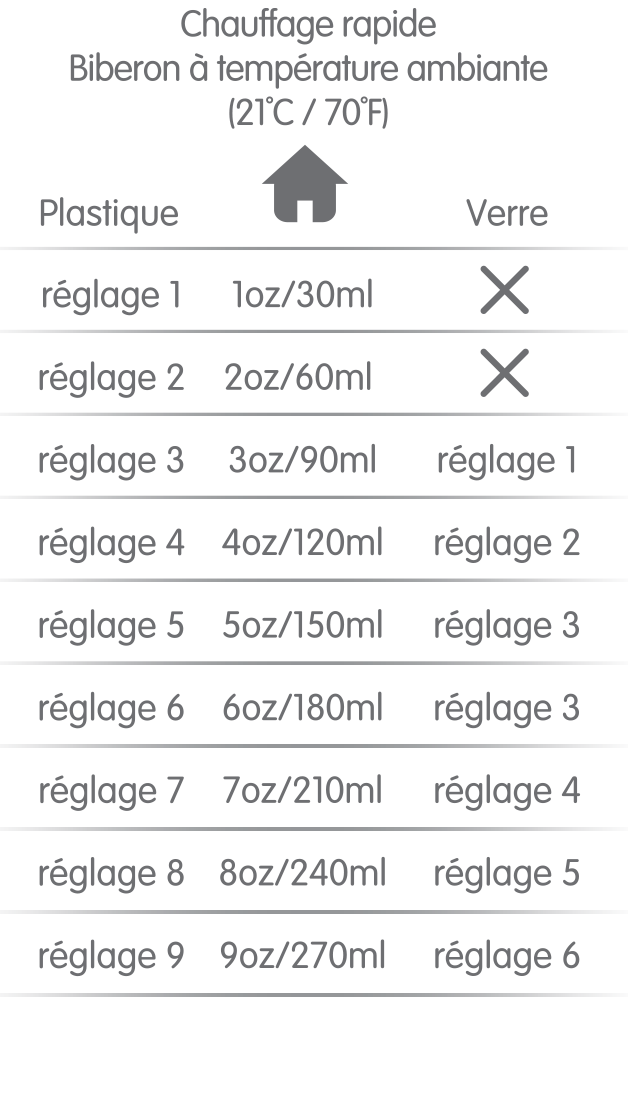 Chauffage rapide
Biberon à température ambiante
(21°C / 70°F)
Plastique Verre
réglage 1 1oz/30ml
réglage 2 2oz/60ml
réglage 3 3oz/90ml réglage 1
réglage 4 4oz/120ml réglage 2
réglage 5 5oz/150ml réglage 3
réglage 6 6oz/180ml réglage 3
réglage 7 7oz/210ml réglage 4
réglage 8 8oz/240ml réglage 5
réglage 9 9oz/270ml réglage 6